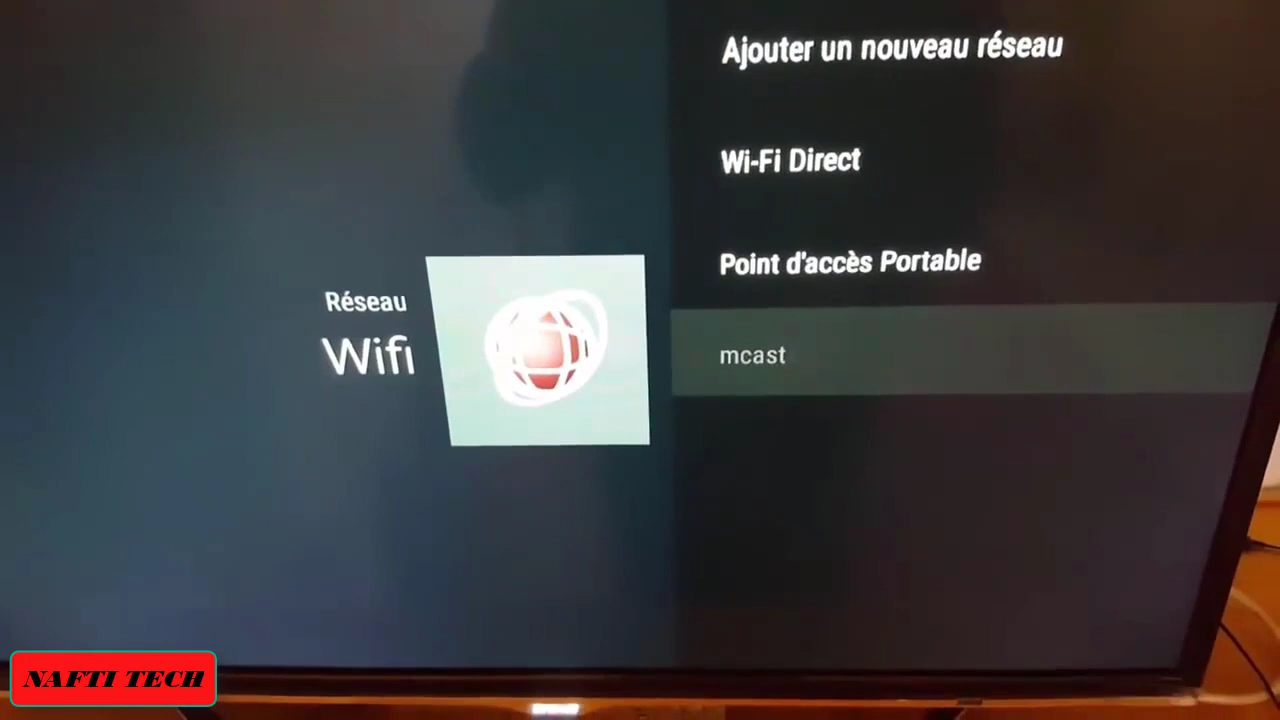 Ajouter un nouveau réseau
Wi-Fi Direct
Point d'accès Portable
Réseau
Wifi
mcast
NAFTI TECH